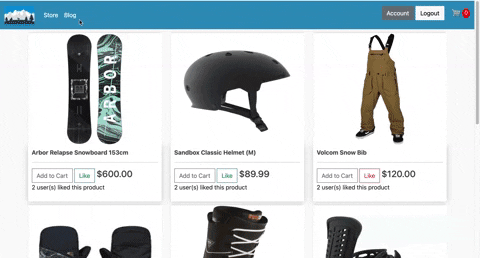 Store Blog Account Logout 0
ARBOR
Arbor Relapse Snowboard 153cm
Add to Cart Like $600.00
2 user(s) liked this product
Sandbox Classic Helmet (M)
Add to Cart Like $89.99
2 user(s) liked this product
Volcom Snow Bib
Add to Cart Like $120.00
2 user(s) liked this product